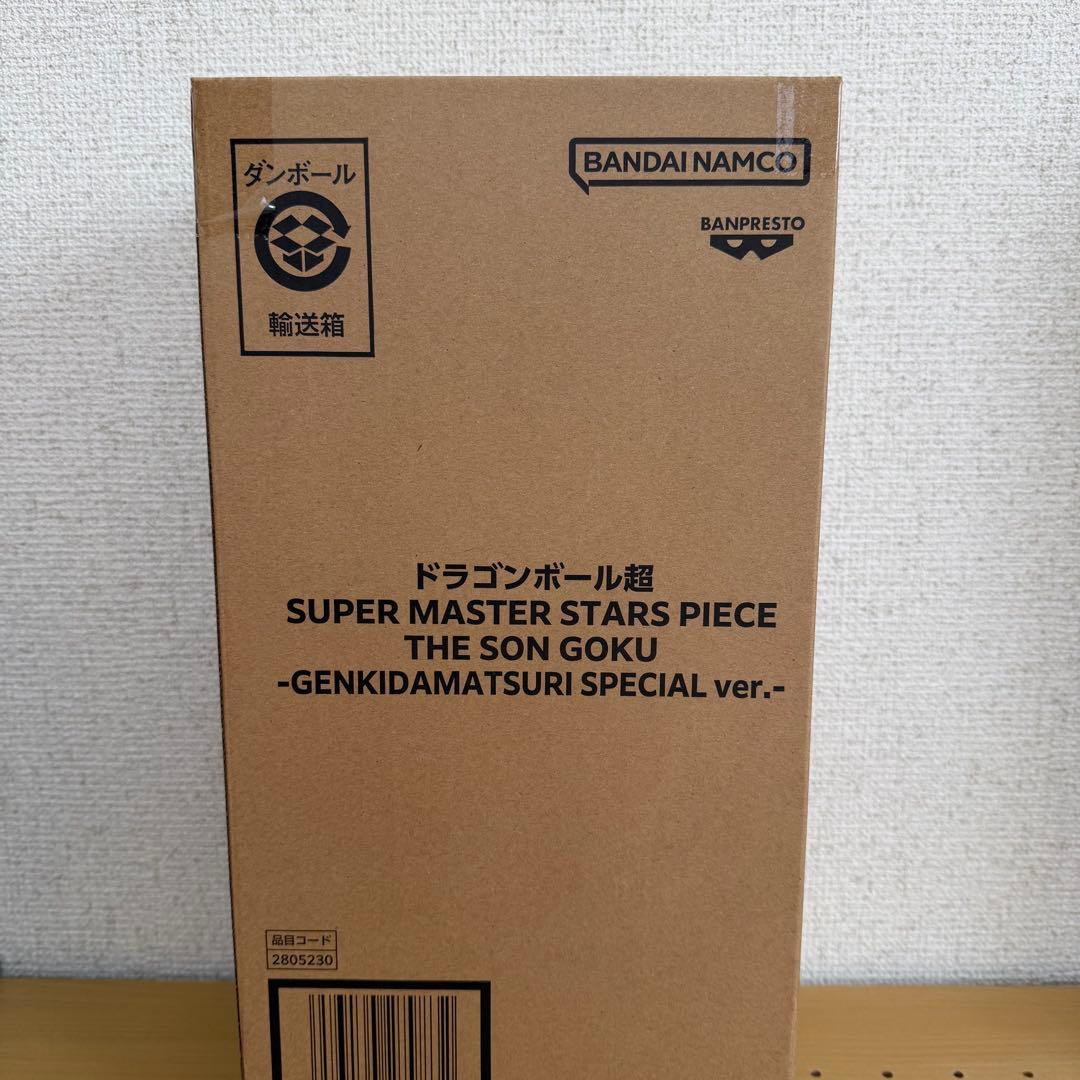 ダンボール
輸送箱
BANDAI NAMCO
BANPRESTO
ドラゴンボール超
SUPER MASTER STARS PIECE
THE SON GOKU
-GENKIDAMATSURI SPECIAL ver.-
品目コード
2805230